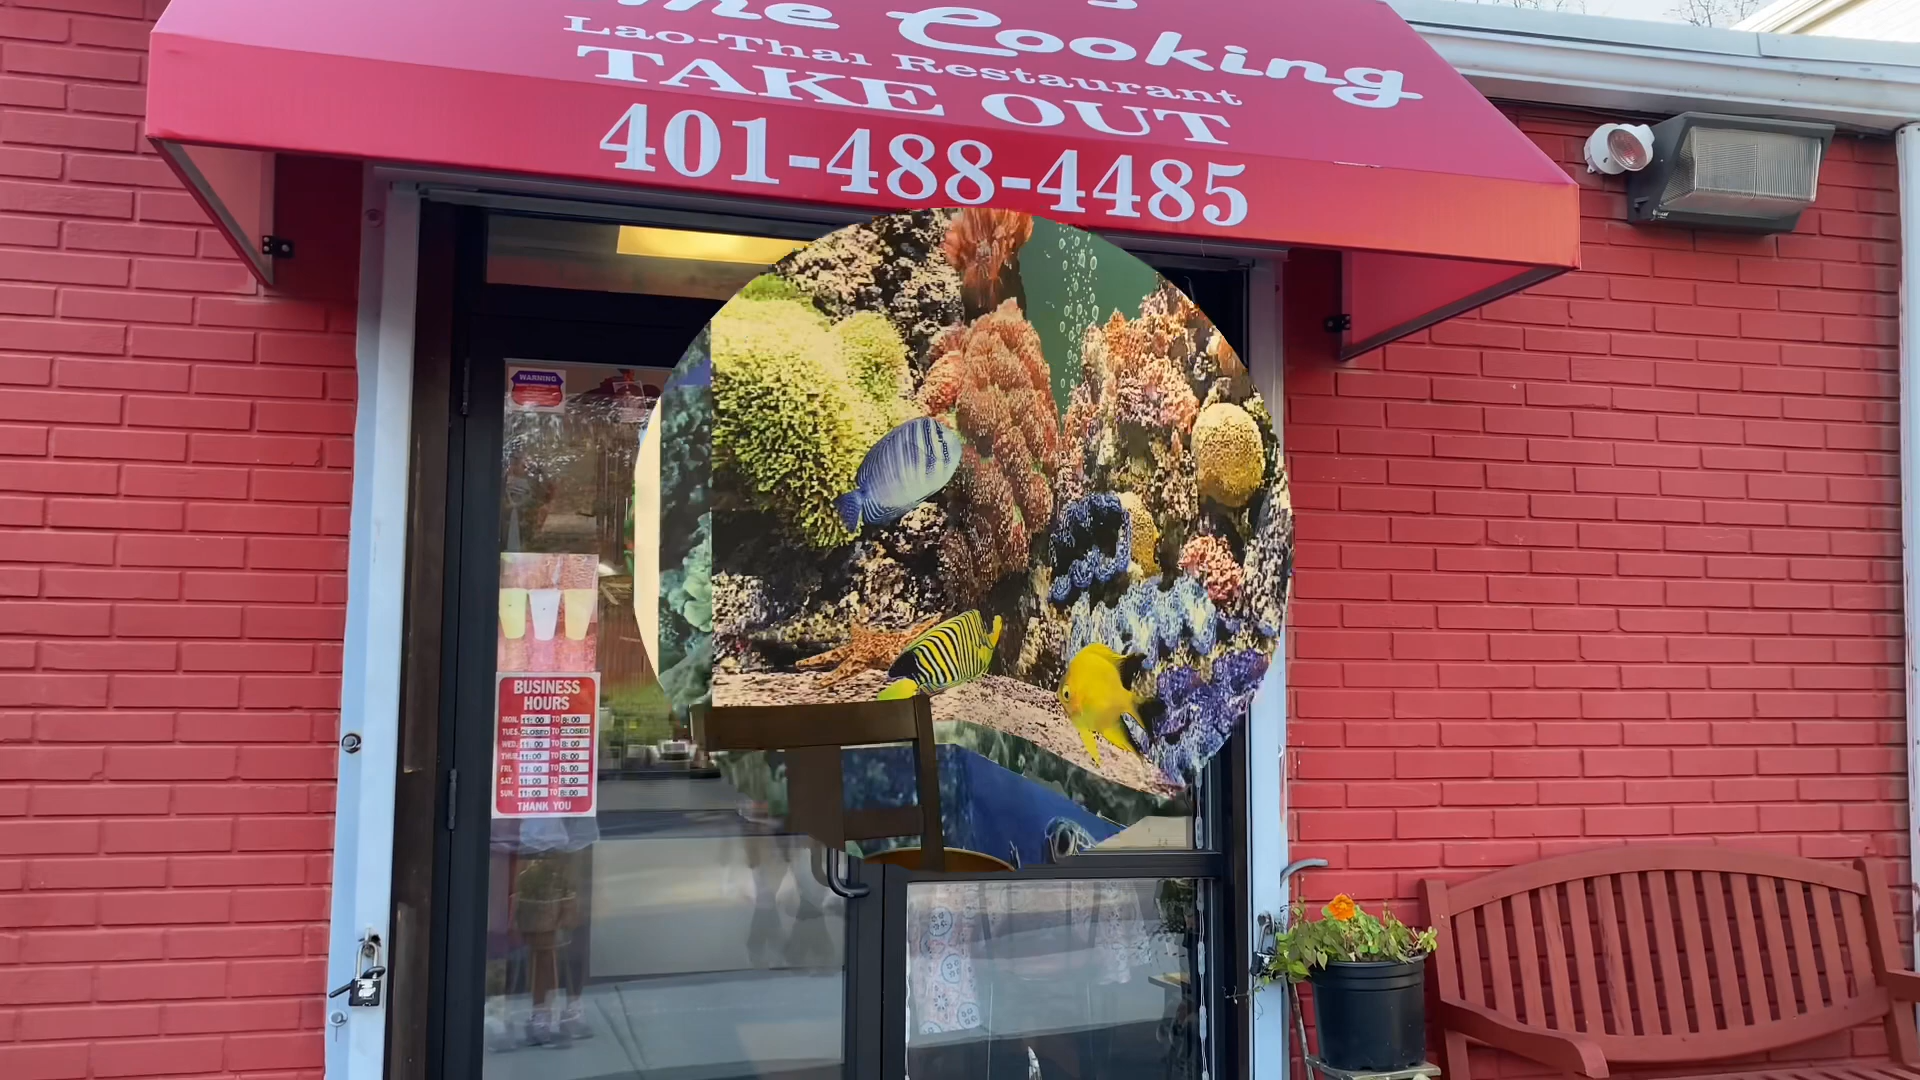 Cooking
Lao-Thai Restaurant
TAKE OUT
401-488-4485
WARNING
BUSINESS
HOURS
MON. 11:00 TO 8:00
TUES. CLOSED TO CLOSED
WED. 11:00 TO 8:00
THUR. 11:00 TO 8:00
FRI. 11:00 TO 8:00
SAT. 11:00 TO 8:00
SUN. 11:00 TO 8:00
THANK YOU